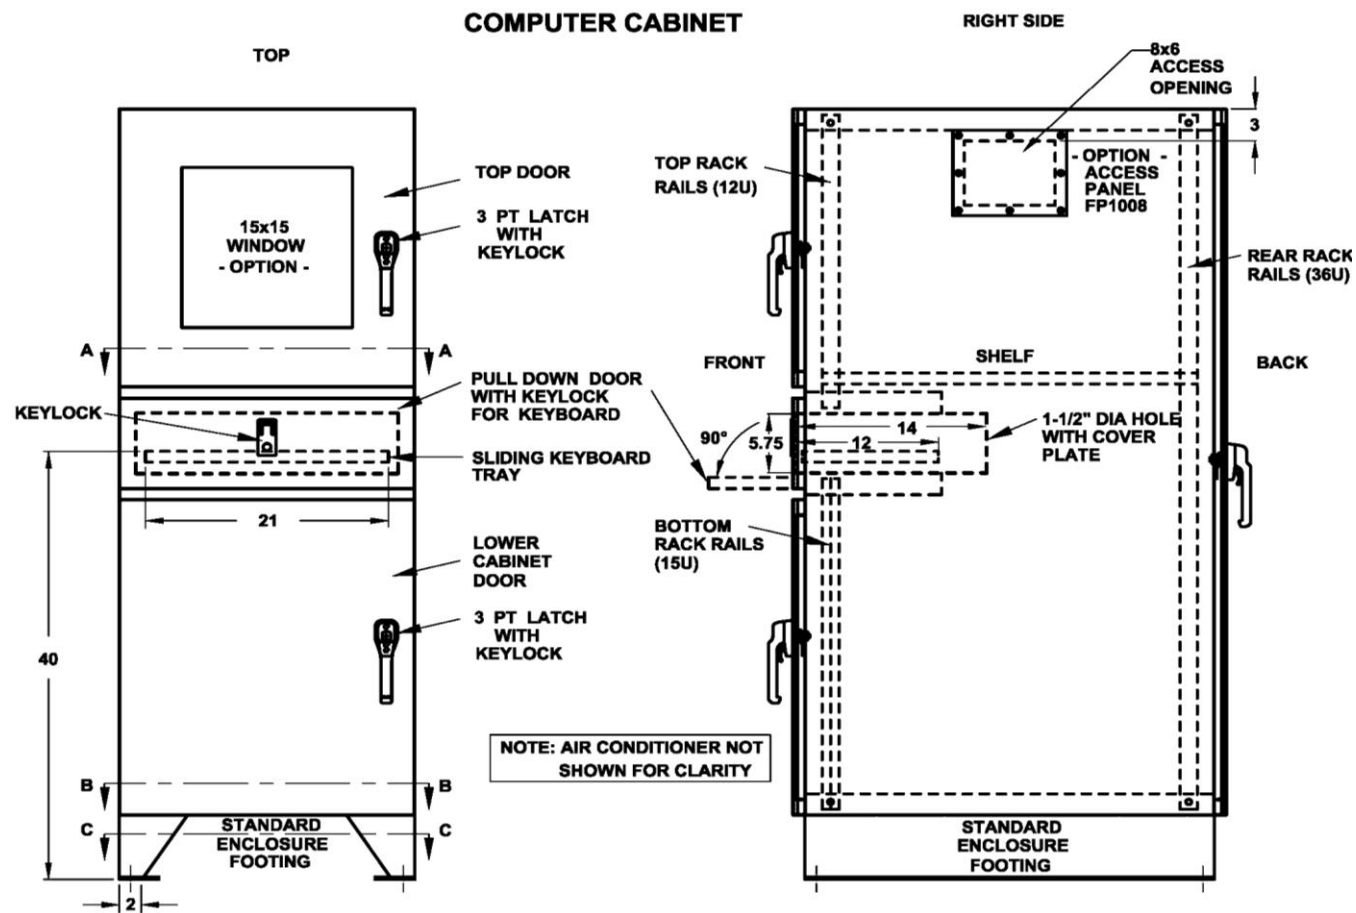 COMPUTER CABINET
TOP
RIGHT SIDE
8x6
ACCESS
OPENING
3
TOP DOOR
3 PT LATCH
WITH
KEYLOCK
15x15
WINDOW
- OPTION -
TOP RACK
RAILS (12U)
- OPTION -
ACCESS
PANEL
FP1008
REAR RACK
RAILS (36U)
A
A
FRONT
SHELF
BACK
KEYLOCK
PULL DOWN DOOR
WITH KEYLOCK
FOR KEYBOARD
SLIDING KEYBOARD
TRAY
90°
5.75
14
12
1-1/2" DIA HOLE
WITH COVER
PLATE
21
LOWER
CABINET
DOOR
BOTTOM
RACK RAILS
(15U)
3 PT LATCH
WITH
KEYLOCK
40
NOTE: AIR CONDITIONER NOT
SHOWN FOR CLARITY
B
B
C
C
STANDARD
ENCLOSURE
FOOTING
STANDARD
ENCLOSURE
FOOTING
2